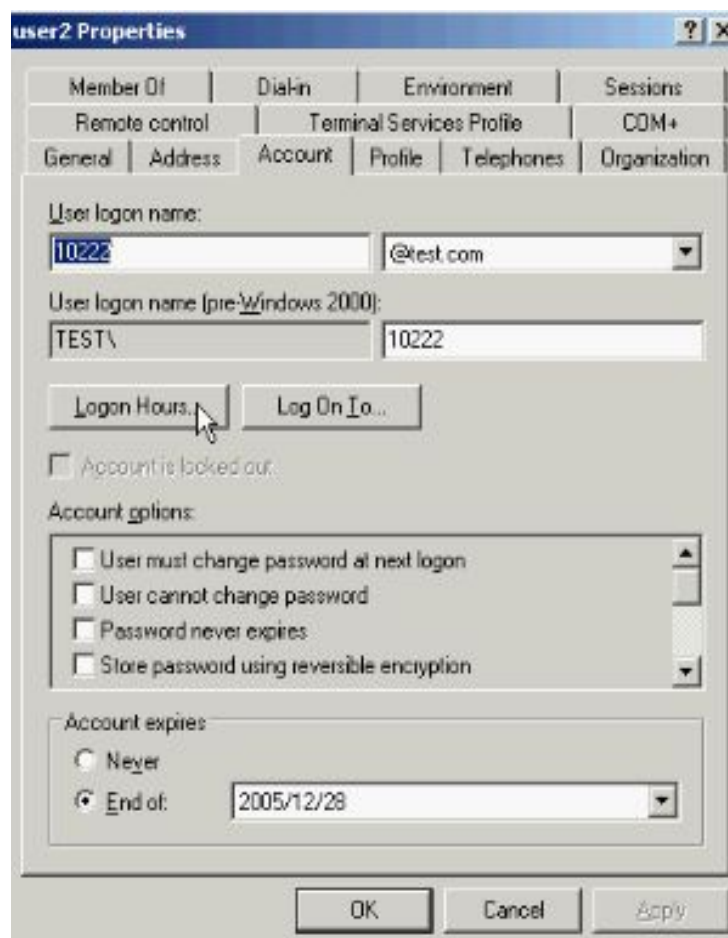 user2 Properties
Member Of Dial-in Environment Sessions
Remote control Terminal Services Profile COM+
General Address Account Profile Telephones Organization
User logon name:
10222 @test.com
User logon name (pre-Windows 2000):
TEST\ 10222
Logon Hours... Log On To...
Account is locked out
Account options:
User must change password at next logon
User cannot change password
Password never expires
Store password using reversible encryption
Account expires
Never
End of: 2005/12/28
OK Cancel Apply